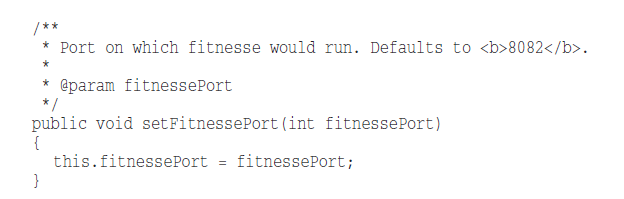 /**
 * Port on which fitnesse would run. Defaults to <b>8082</b>.
 *
 * @param fitnessePort
 */
public void setFitnessePort(int fitnessePort)
{
  this.fitnessePort = fitnessePort;
}